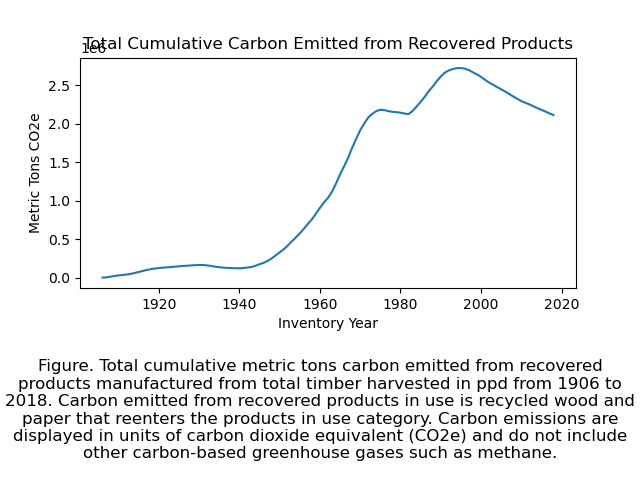 Total Cumulative Carbon Emitted from Recovered Products
1e6
2.5
2.0
1.5
1.0
0.5
0.0
Metric Tons CO2e
1920 1940 1960 1980 2000 2020
Inventory Year
Figure. Total cumulative metric tons carbon emitted from recovered
products manufactured from total timber harvested in ppd from 1906 to
2018. Carbon emitted from recovered products in use is recycled wood and
paper that reenters the products in use category. Carbon emissions are
displayed in units of carbon dioxide equivalent (CO2e) and do not include
other carbon-based greenhouse gases such as methane.